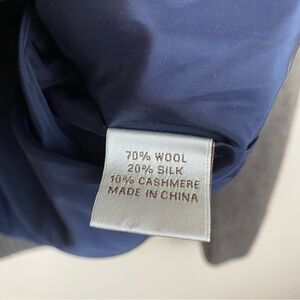 70% WOOL
20% SILK
10% CASHMERE
MADE IN CHINA